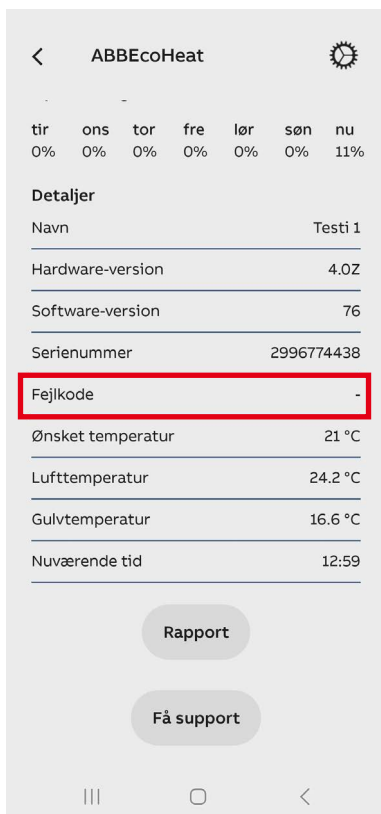 ABBEcoHeat
tir ons tor fre lør søn nu
0% 0% 0% 0% 0% 0% 11%
Detaljer
Navn Testi 1
Hardware-version 4.0Z
Software-version 76
Serienummer 2996774438
Fejlkode -
Ønsket temperatur 21 °C
Lufttemperatur 24.2 °C
Gulvtemperatur 16.6 °C
Nuværende tid 12:59
Rapport
Få support